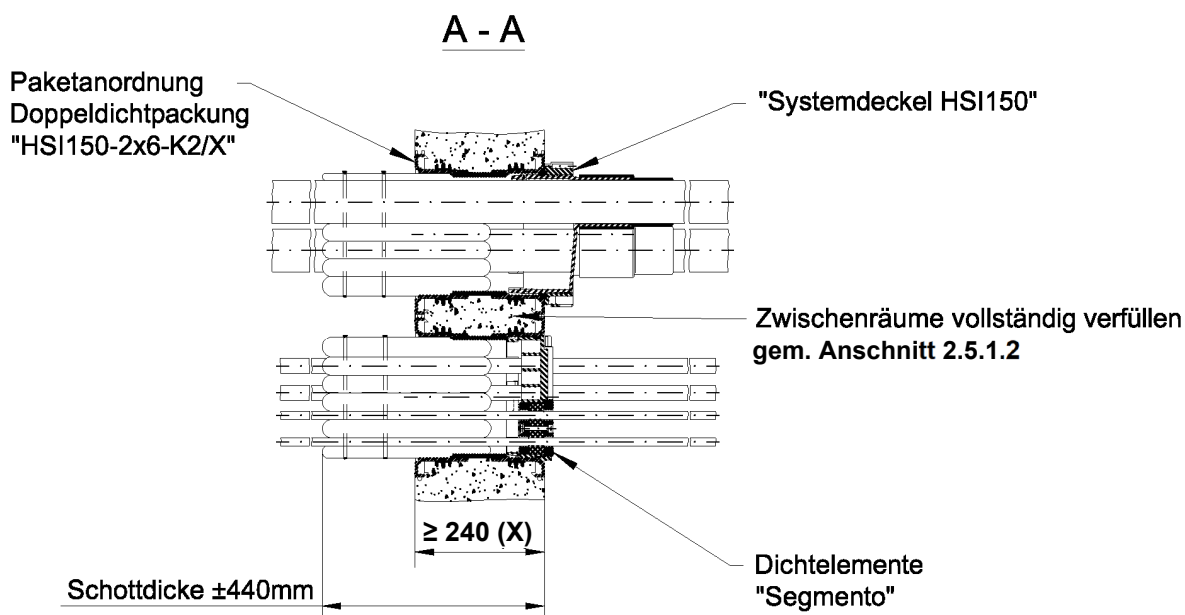 A - A
Paketanordnung
Doppeldichtpackung
"HSI150-2x6-K2/X"
"Systemdeckel HSI150"
Zwischenräume vollständig verfüllen
gem. Anschnitt 2.5.1.2
≥ 240 (X)
Schottdicke ±440mm
Dichtelemente
"Segmento"